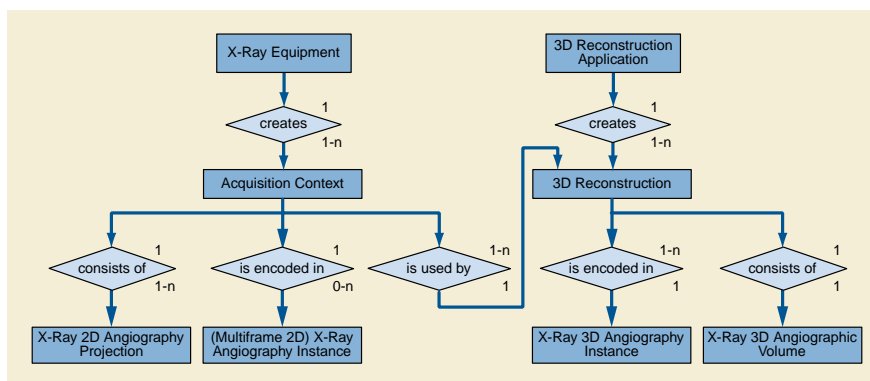 X-Ray Equipment
3D Reconstruction
Application
1
creates
1-n
1
creates
1-n
Acquisition Context
3D Reconstruction
1
consists of
1-n
1
is encoded in
0-n
1-n
is used by
1
1-n
is encoded in
1
1
consists of
1
X-Ray 2D Angiography
Projection
(Multiframe 2D) X-Ray
Angiography Instance
X-Ray 3D Angiography
Instance
X-Ray 3D Angiographic
Volume